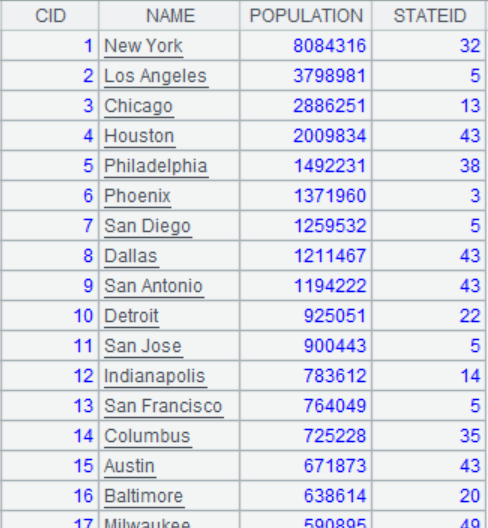 CID NAME POPULATION STATEID
1 New York 8084316 32
2 Los Angeles 3798981 5
3 Chicago 2886251 13
4 Houston 2009834 43
5 Philadelphia 1492231 38
6 Phoenix 1371960 3
7 San Diego 1259532 5
8 Dallas 1211467 43
9 San Antonio 1194222 43
10 Detroit 925051 22
11 San Jose 900443 5
12 Indianapolis 783612 14
13 San Francisco 764049 5
14 Columbus 725228 35
15 Austin 671873 43
16 Baltimore 638614 20
17 Milwaukee 590895 49